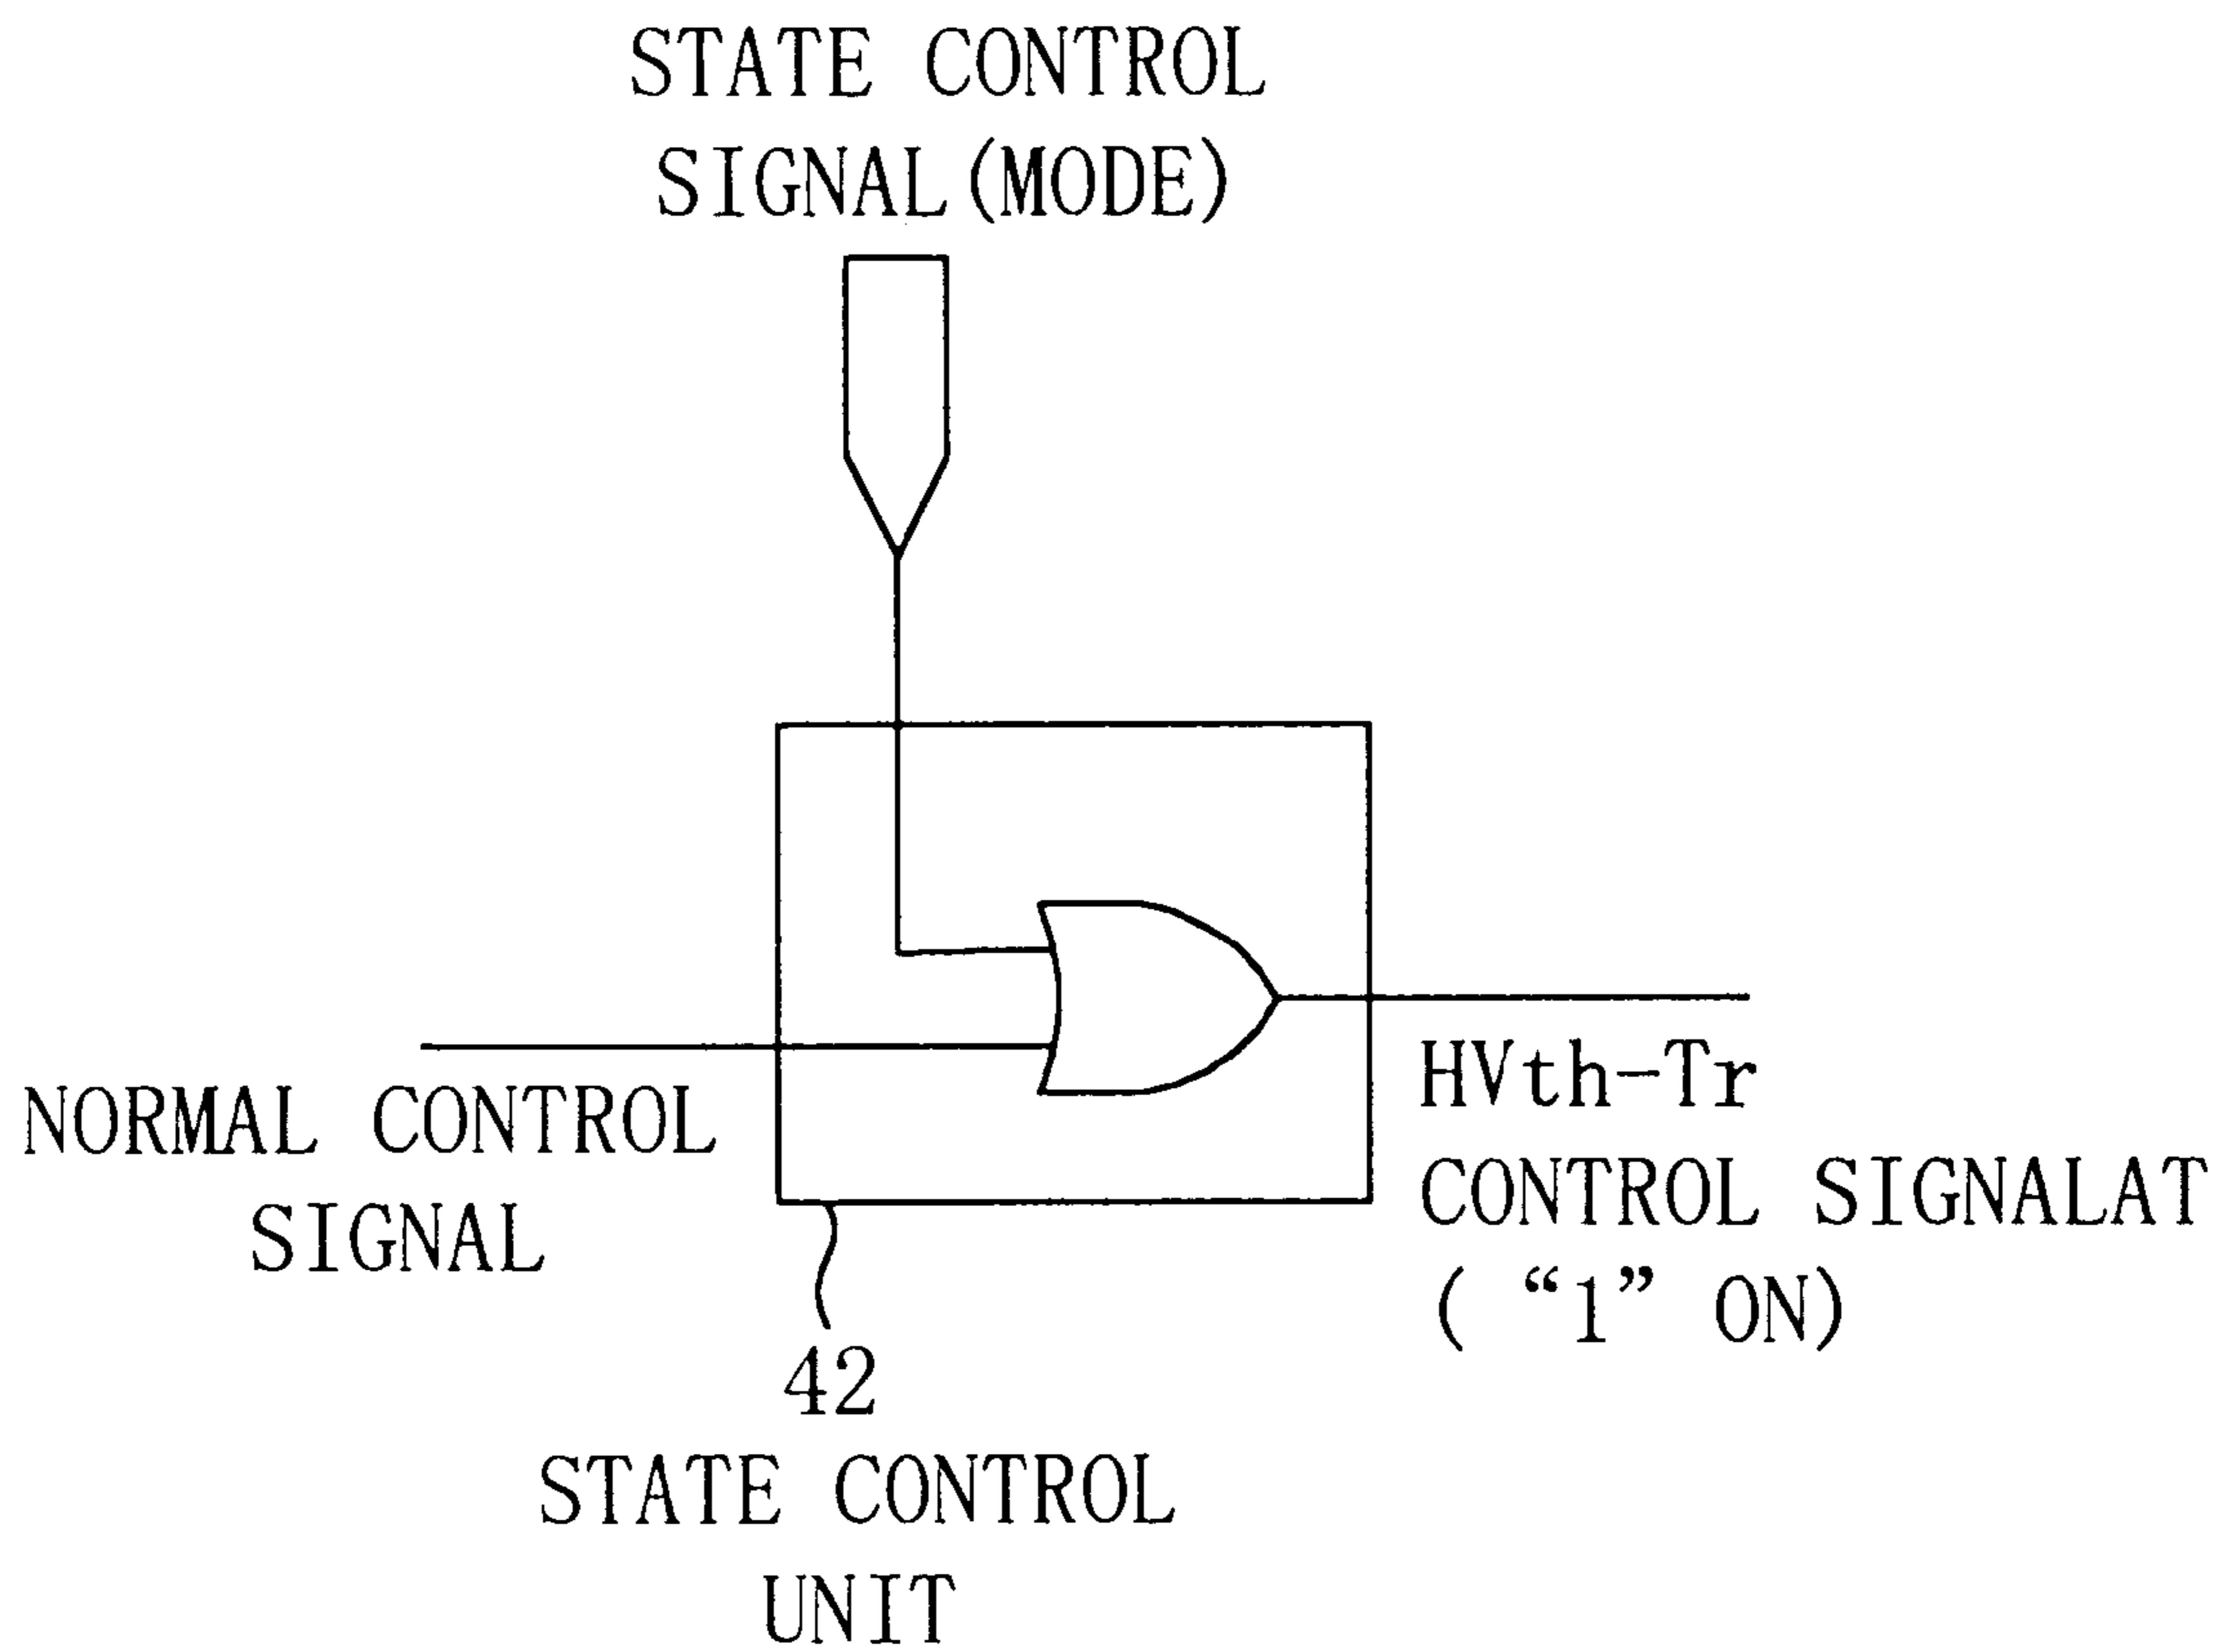 STATE CONTROL
SIGNAL(MODE)
NORMAL CONTROL
SIGNAL
HVth-Tr
CONTROL SIGNALAT
( “1” ON)
42
STATE CONTROL
UNIT